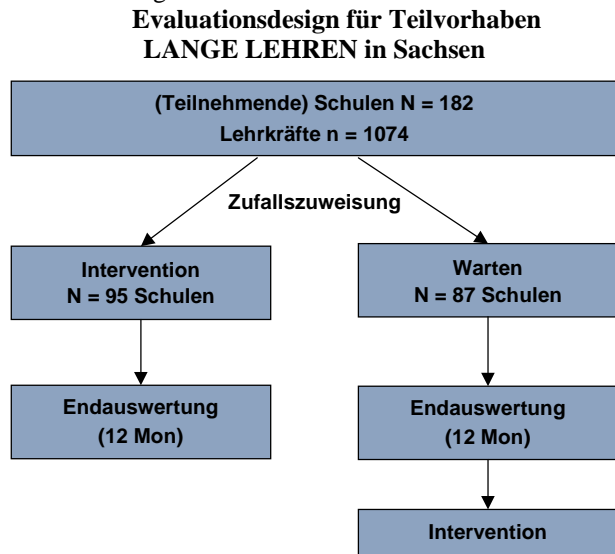 Evaluationsdesign für Teilvorhaben
LANGE LEHREN in Sachsen
(Teilnehmende) Schulen N = 182
Lehrkräfte n = 1074
Zufallszuweisung
Intervention
N = 95 Schulen
Warten
N = 87 Schulen
Endauswertung
(12 Mon)
Endauswertung
(12 Mon)
Intervention